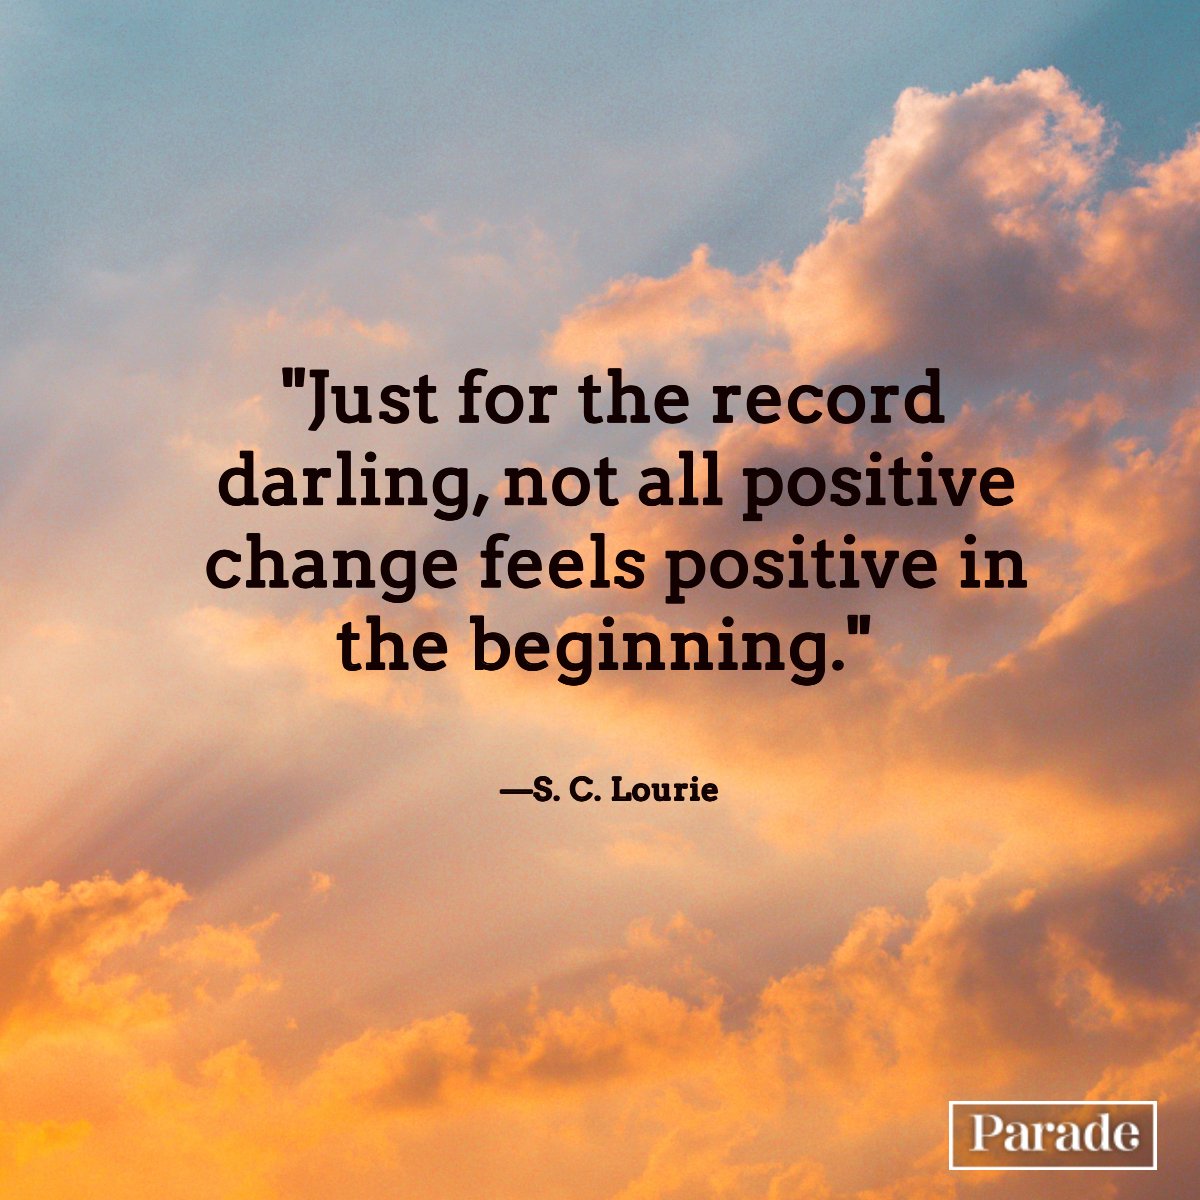 "Just for the record
darling, not all positive
change feels positive in
the beginning."
—S. C. Lourie
Parade